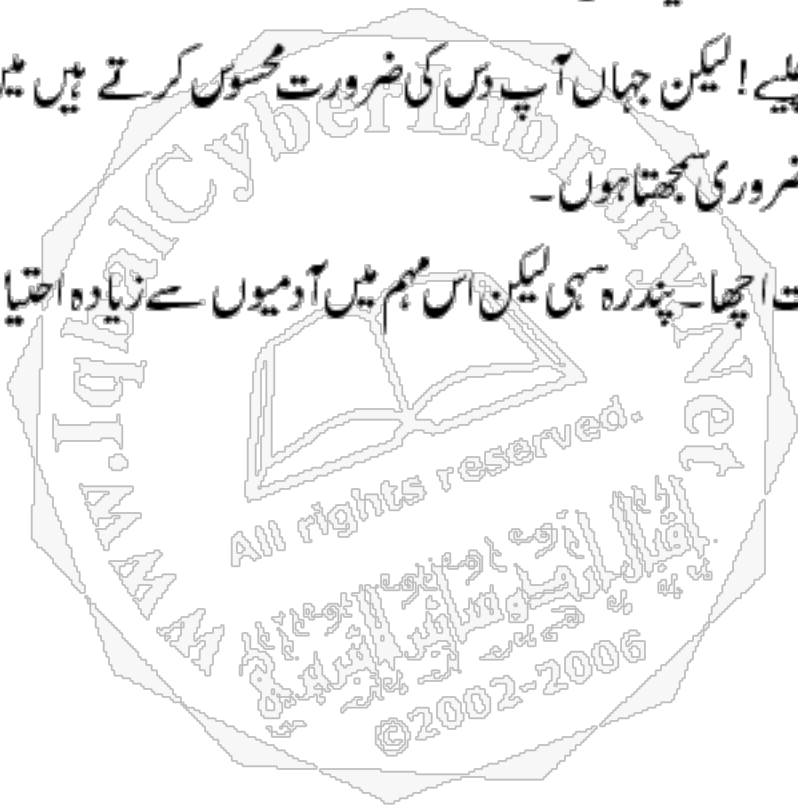 چلیے! لیکن جہاں آپ دس کی ضرورت محسوس کرتے ہیں
ضروری سمجھتا ہوں۔
اچھا۔ پندرہ سہی لیکن اس مہم میں آدمیوں سے زیادہ
www.IqbalCyberLibrary.Net
All rights reserved.
©2002-2006